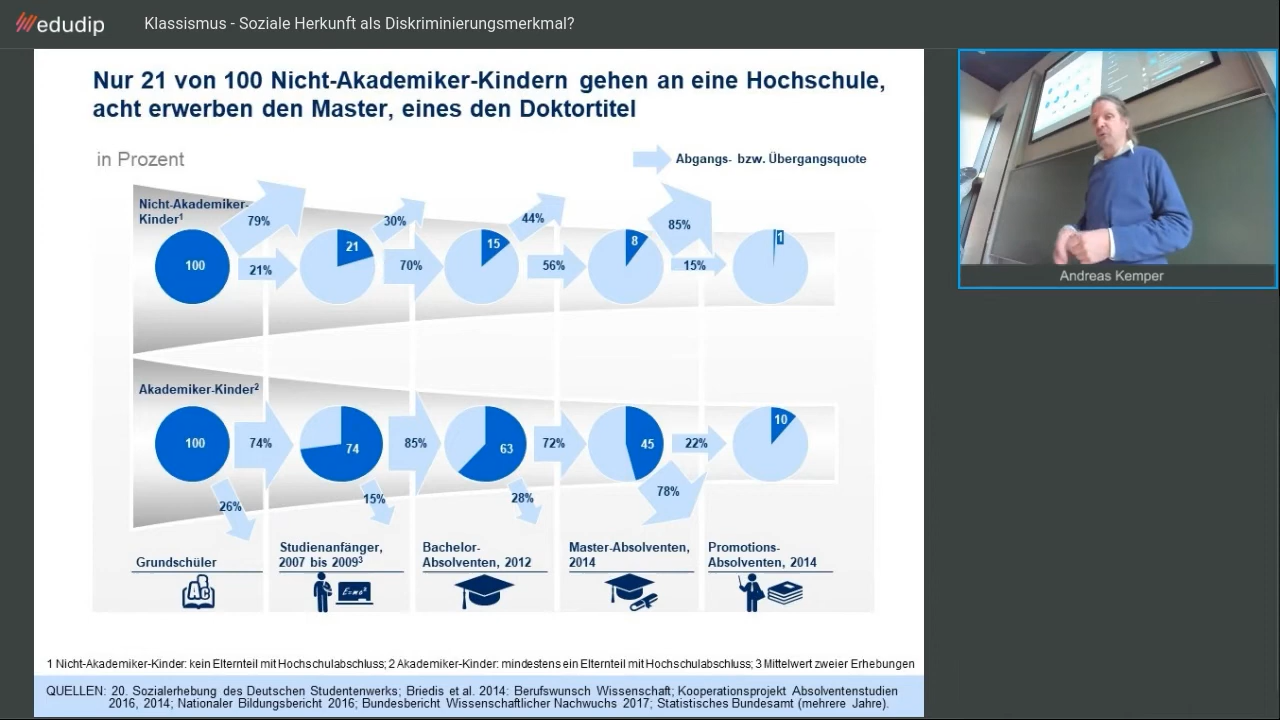 edudip
Klassismus - Soziale Herkunft als Diskriminierungsmerkmal?
Nur 21 von 100 Nicht-Akademiker-Kindern gehen an eine Hochschule,
acht erwerben den Master, eines den Doktortitel
in Prozent
Abgangs- bzw. Übergangsquote
Nicht-Akademiker-
Kinder¹
79%
30%
44%
85%
100
21%
21
70%
15
56%
8
15%
1
Akademiker-Kinder²
100
74%
74
85%
63
72%
45
22%
10
26%
15%
28%
78%
Grundschüler
Studienanfänger,
2007 bis 2009³
Bachelor-
Absolventen, 2012
Master-Absolventen,
2014
Promotions-
Absolventen, 2014
1 Nicht-Akademiker-Kinder: kein Elternteil mit Hochschulabschluss; 2 Akademiker-Kinder: mindestens ein Elternteil mit Hochschulabschluss; 3 Mittelwert zweier Erhebungen
QUELLEN: 20. Sozialerhebung des Deutschen Studentenwerks; Briedis et al. 2014: Berufswunsch Wissenschaft; Kooperationsprojekt Absolventenstudien
2016, 2014; Nationaler Bildungsbericht 2016; Bundesbericht Wissenschaftlicher Nachwuchs 2017; Statistisches Bundesamt (mehrere Jahre).
Andreas Kemper